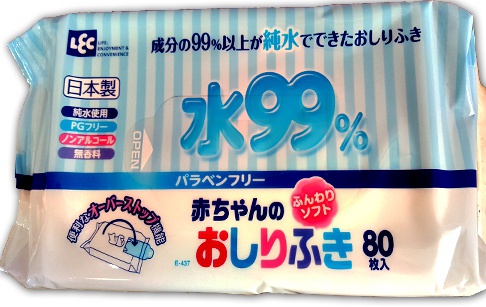 LEC LIFE, ENJOYMENT & CONVENIENCE
成分の99%以上が純水でできたおしりふき
日本製
純水使用
PGフリー
ノンアルコール
無香料
水99%
OPEN
パラベンフリー
便利なオーバーストップ機能
赤ちゃんの
ふんわり
ソフト
おしりふき 80枚入
E-437